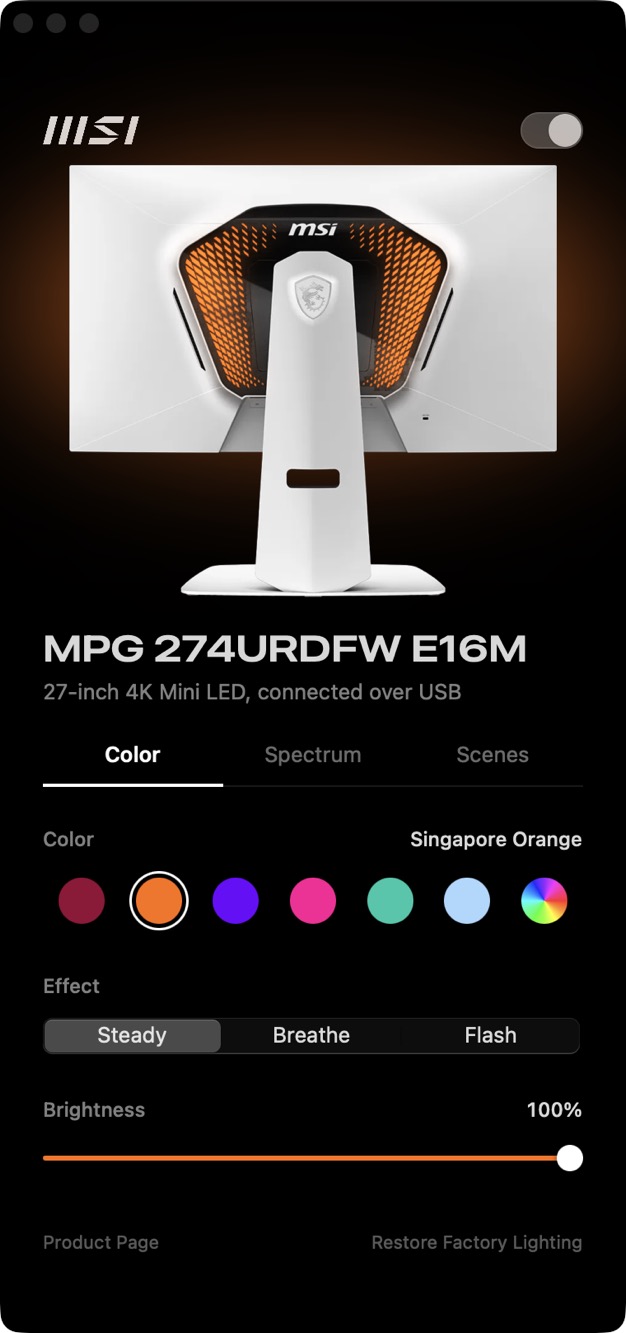 MSI
msi
MPG 274URDFW E16M
27-inch 4K Mini LED, connected over USB
Color Spectrum Scenes
Color Singapore Orange
Effect
Steady Breathe Flash
Brightness 100%
Product Page Restore Factory Lighting